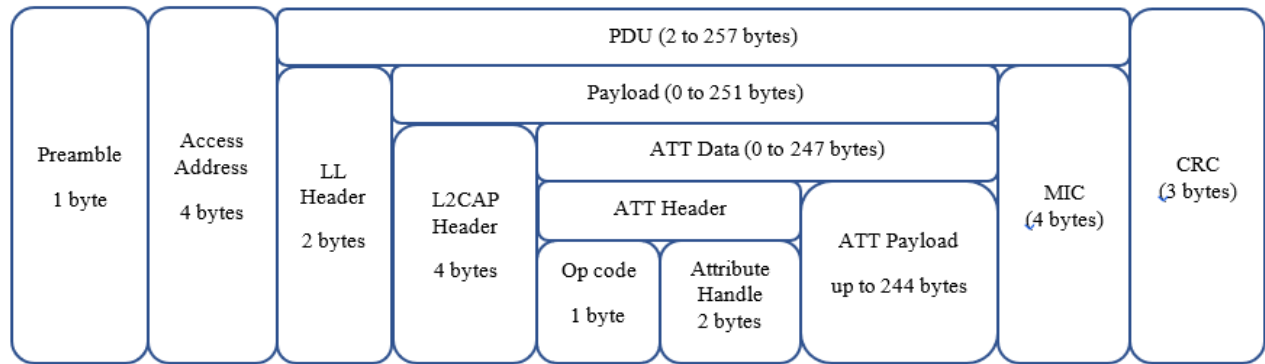 Preamble
1 byte
Access
Address
4 bytes
PDU (2 to 257 bytes)
LL
Header
2 bytes
Payload (0 to 251 bytes)
L2CAP
Header
4 bytes
ATT Data (0 to 247 bytes)
ATT Header
Op code
1 byte
Attribute
Handle
2 bytes
ATT Payload
up to 244 bytes
MIC
(4 bytes)
CRC
(3 bytes)